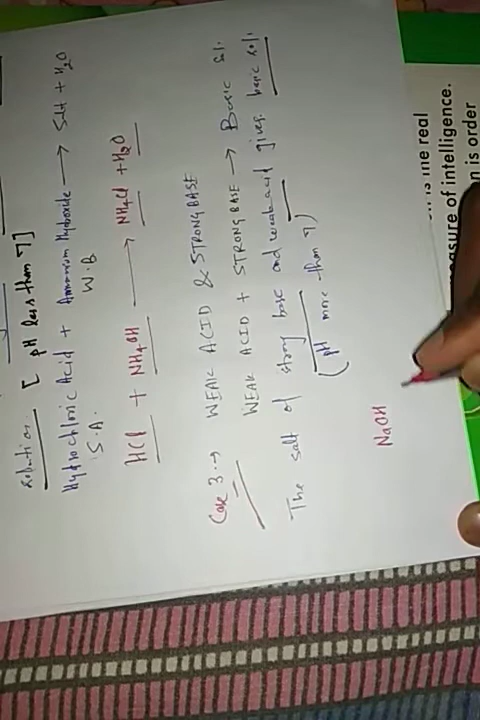 solution. [ pH less than 7 ]
Hydrochloric Acid + Ammonium Hydroxide → Salt + H2O
S.A. W.B
HCl + NH4OH → NH4Cl + H2O
Case 3 → WEAK ACID & STRONG BASE
WEAK ACID + STRONG BASE → Basic Sol.
The salt of strong base and weak acid gives basic sol.
( pH more than 7 )
NaOH
is the real
measure of intelligence.
is order